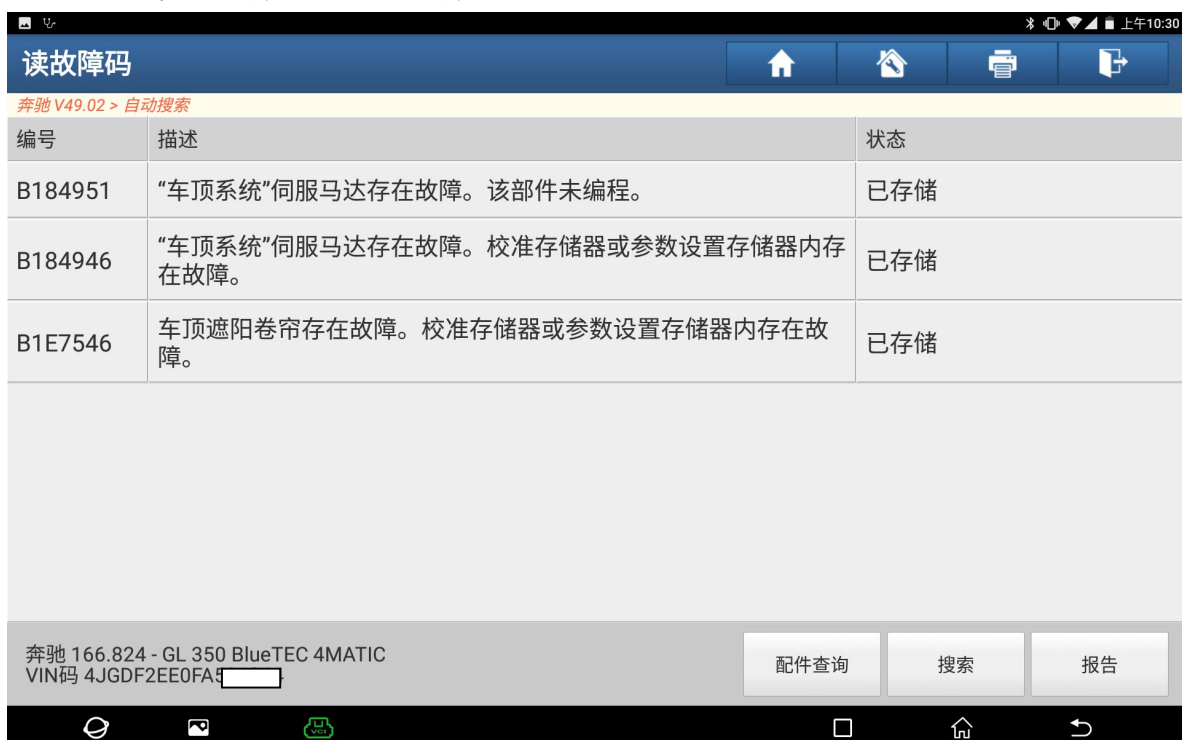 上午10:30
读故障码
奔驰 V49.02 > 自动搜索
编号 描述 状态
B184951 “车顶系统”伺服马达存在故障。该部件未编程。 已存储
B184946 “车顶系统”伺服马达存在故障。校准存储器或参数设置存储器内存
在故障。 已存储
B1E7546 车顶遮阳卷帘存在故障。校准存储器或参数设置存储器内存在故
障。 已存储
奔驰 166.824 - GL 350 BlueTEC 4MATIC
VIN码 4JGDF2EE0FA
配件查询 搜索 报告
VCI